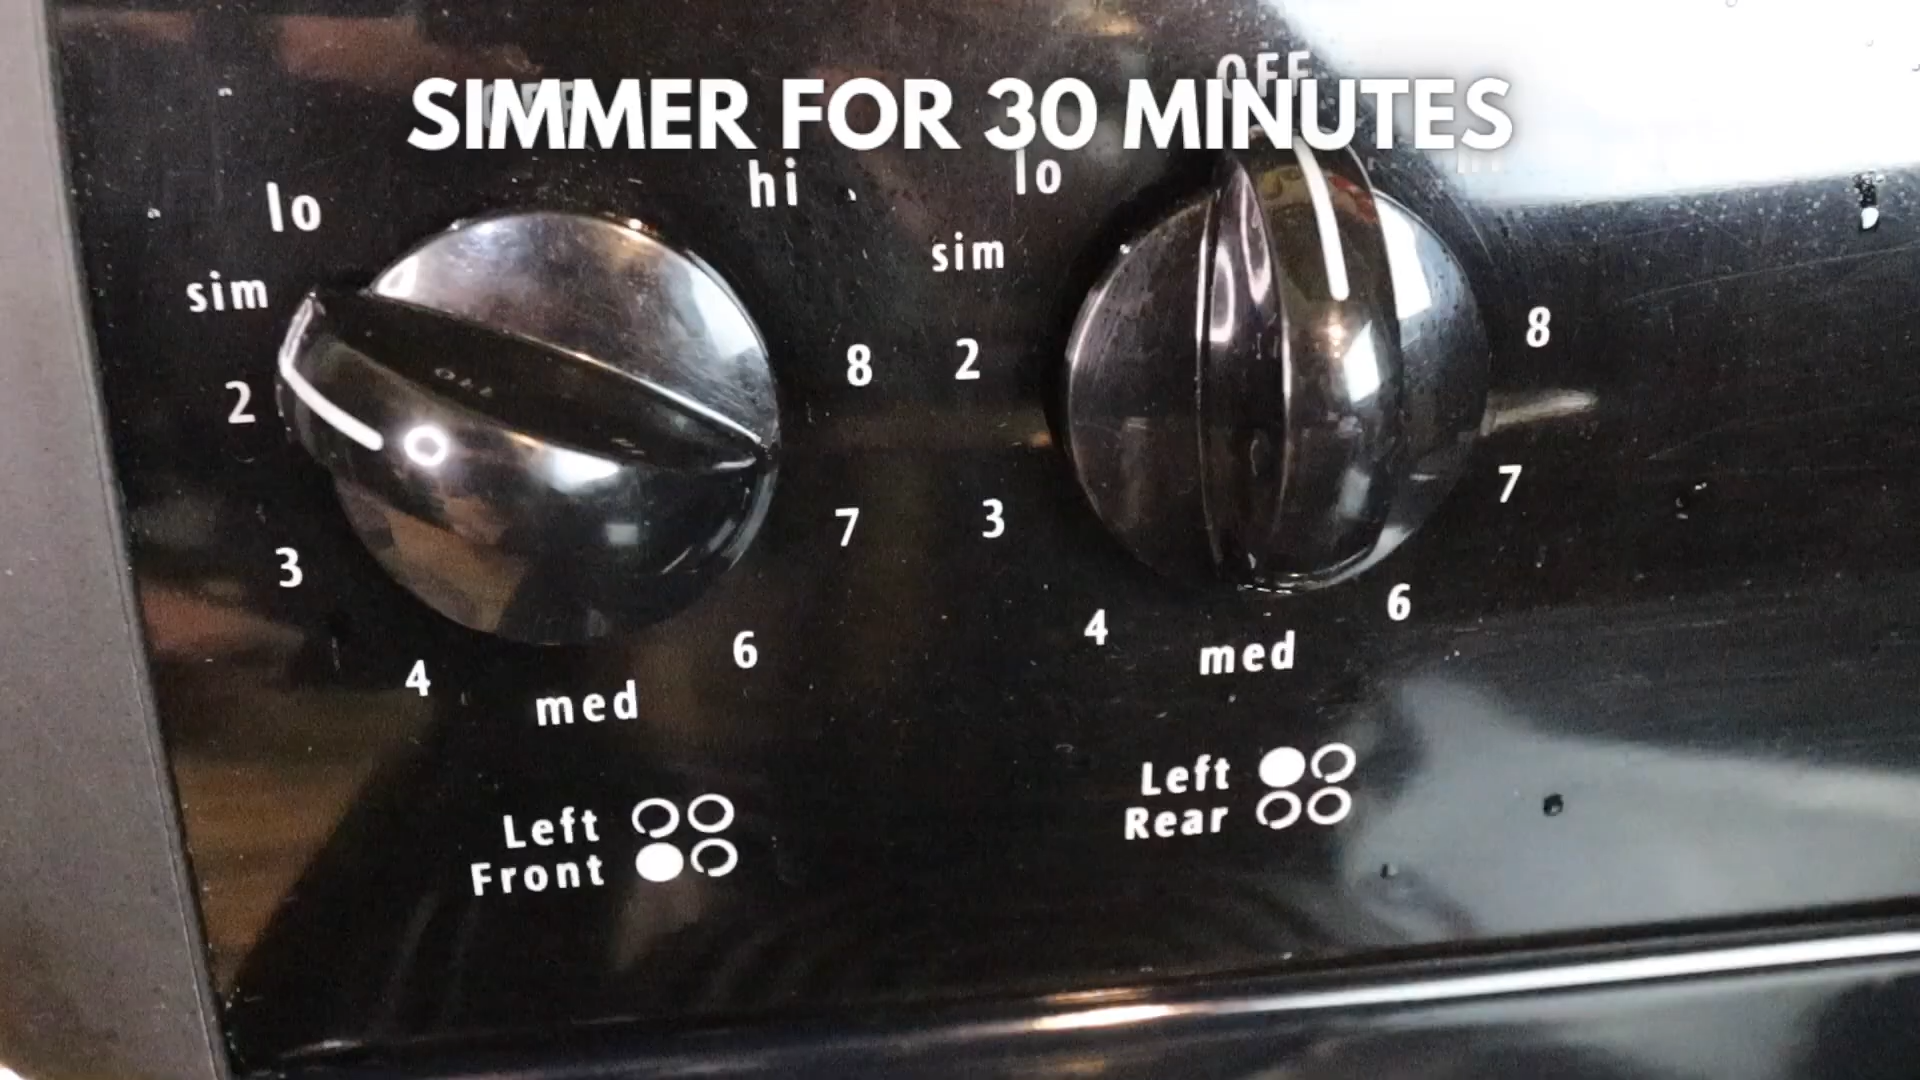 SIMMER FOR 30 MINUTES
OFF
lo
hi
sim
8
2
7
3
6
4
med
Left
Front
OFF
lo
sim
8
2
7
3
6
4
med
Left
Rear